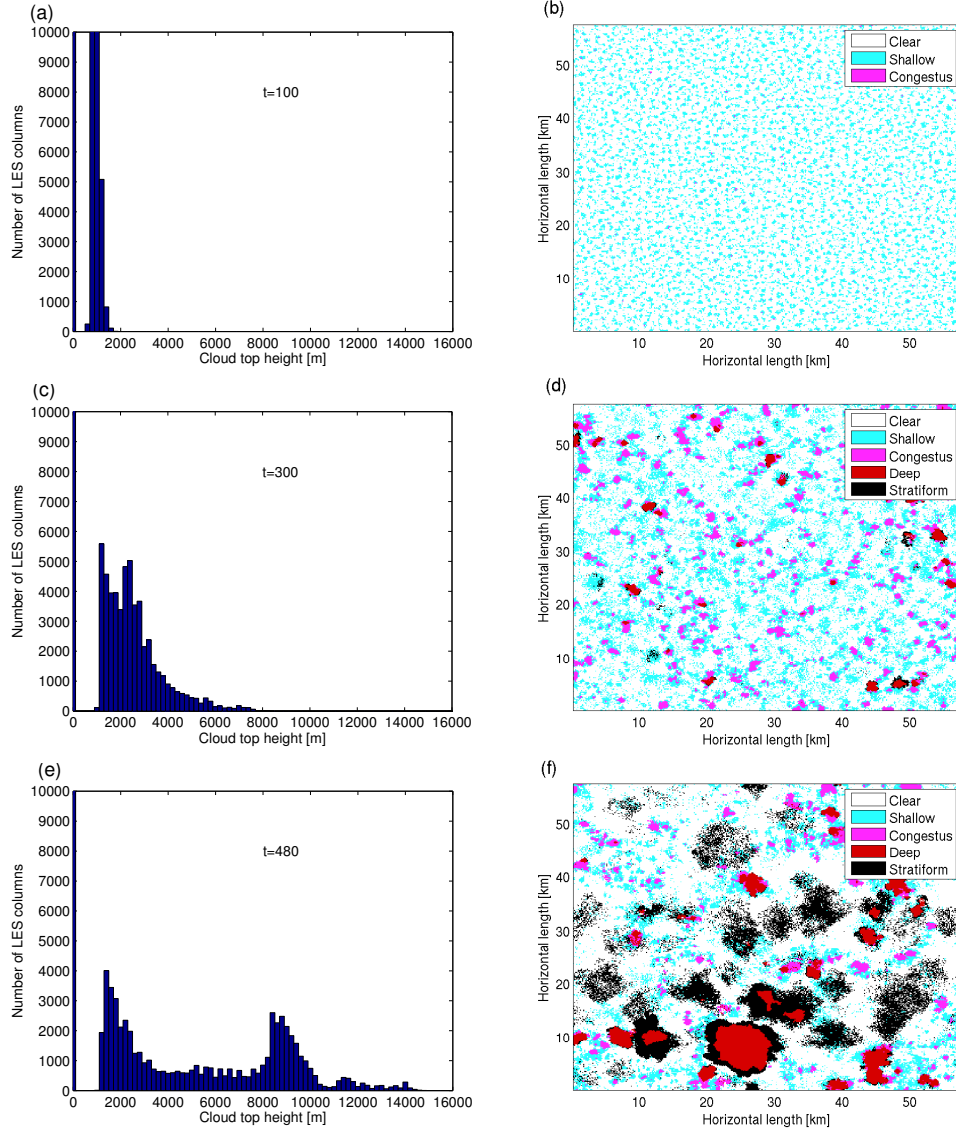 (a)
10000
9000
8000
7000
6000
5000
4000
3000
2000
1000
0
Number of LES columns
t=100
0 2000 4000 6000 8000 10000 12000 14000 16000
Cloud top height [m]
(b)
50
40
30
20
10
Horizontal length [km]
Clear
Shallow
Congestus
10 20 30 40 50
Horizontal length [km]
(c)
10000
9000
8000
7000
6000
5000
4000
3000
2000
1000
0
Number of LES columns
t=300
0 2000 4000 6000 8000 10000 12000 14000 16000
Cloud top height [m]
(d)
50
40
30
20
10
Horizontal length [km]
Clear
Shallow
Congestus
Deep
Stratiform
10 20 30 40 50
Horizontal length [km]
(e)
10000
9000
8000
7000
6000
5000
4000
3000
2000
1000
0
Number of LES columns
t=480
0 2000 4000 6000 8000 10000 12000 14000 16000
Cloud top height [m]
(f)
50
40
30
20
10
Horizontal length [km]
Clear
Shallow
Congestus
Deep
Stratiform
10 20 30 40 50
Horizontal length [km]